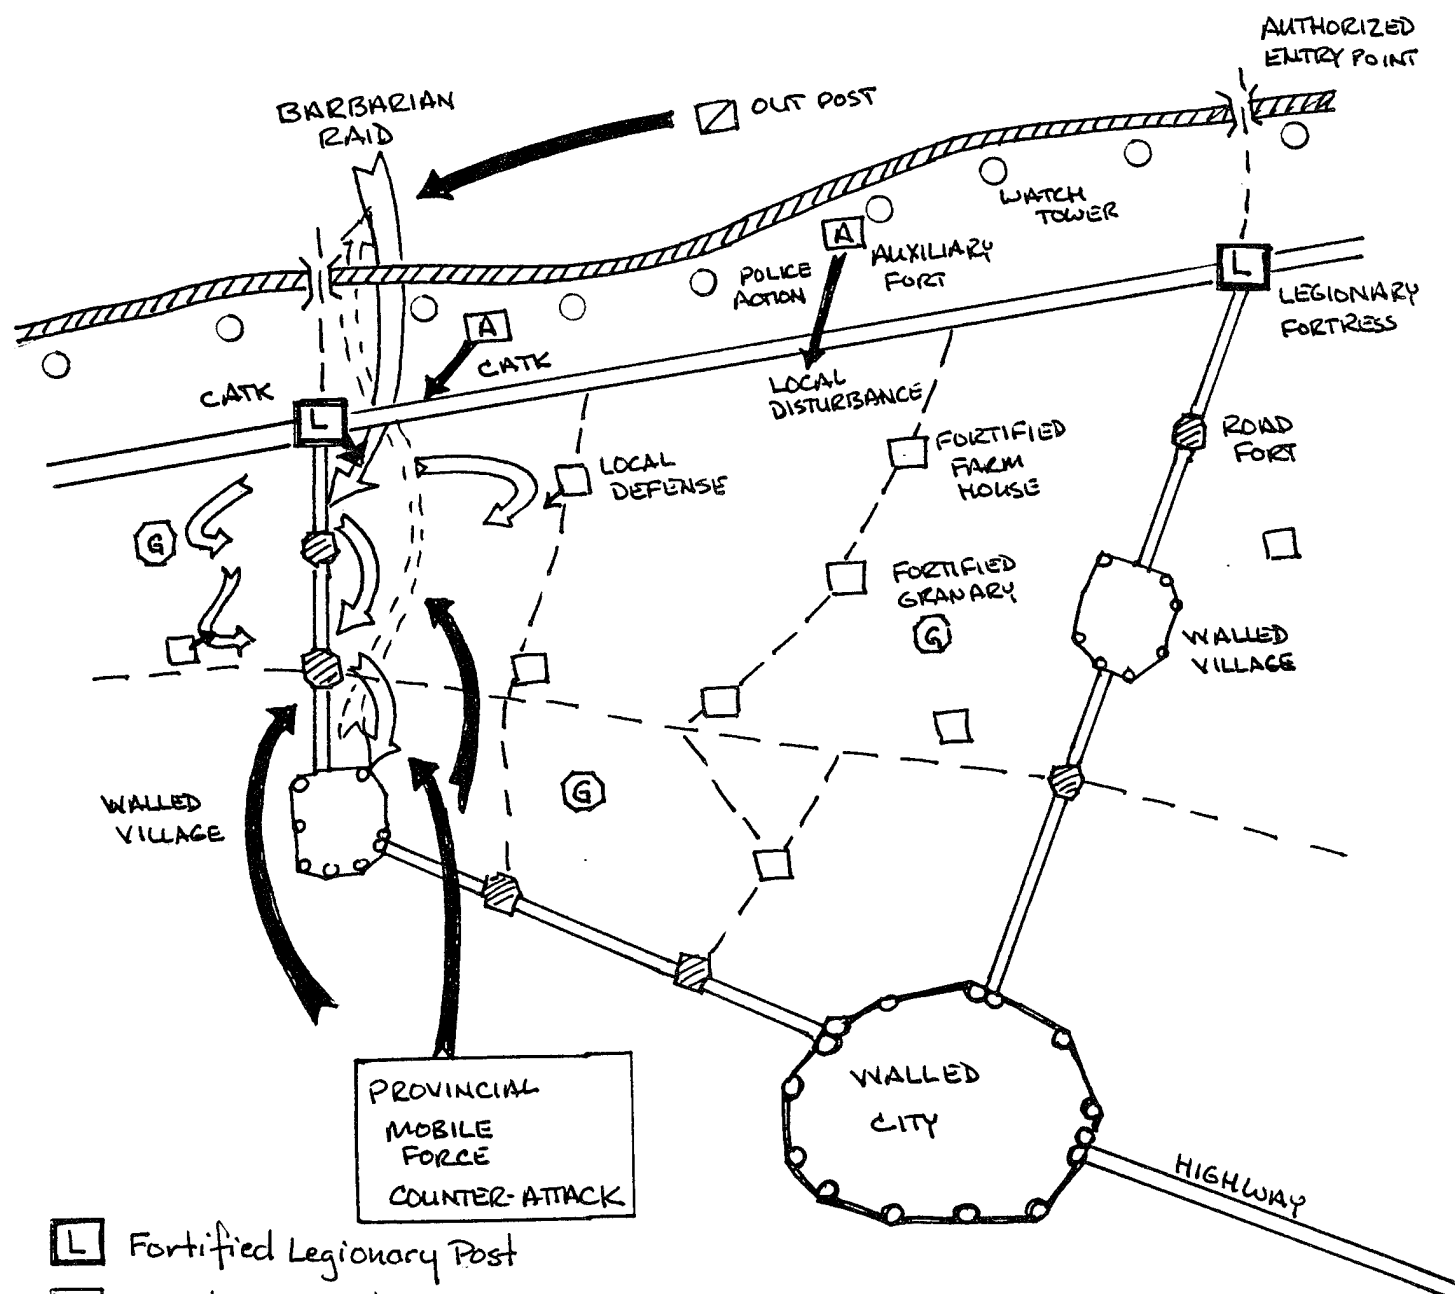 AUTHORIZED
ENTRY POINT
BARBARIAN
RAID
OUT POST
WATCH
TOWER
A
AUXILIARY
FORT
POLICE
ACTION
L
LEGIONARY
FORTRESS
A
CATK
CATK
L
LOCAL
DISTURBANCE
ROAD
FORT
FORTIFIED
FARM
HOUSE
LOCAL
DEFENSE
G
FORTIFIED
GRANARY
G
WALLED
VILLAGE
G
WALLED
VILLAGE
WALLED
CITY
PROVINCIAL
MOBILE
FORCE
COUNTER-ATTACK
HIGHWAY
L Fortified Legionary Post